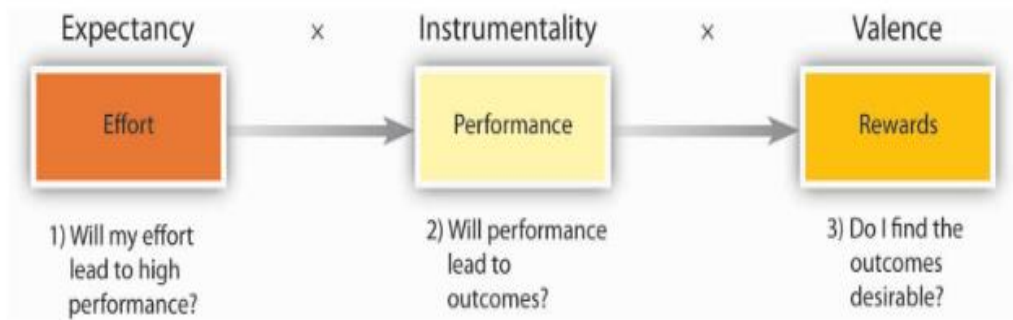 Expectancy × Instrumentality × Valence
Effort
Performance
Rewards
1) Will my effort
lead to high
performance?
2) Will performance
lead to
outcomes?
3) Do I find the
outcomes
desirable?